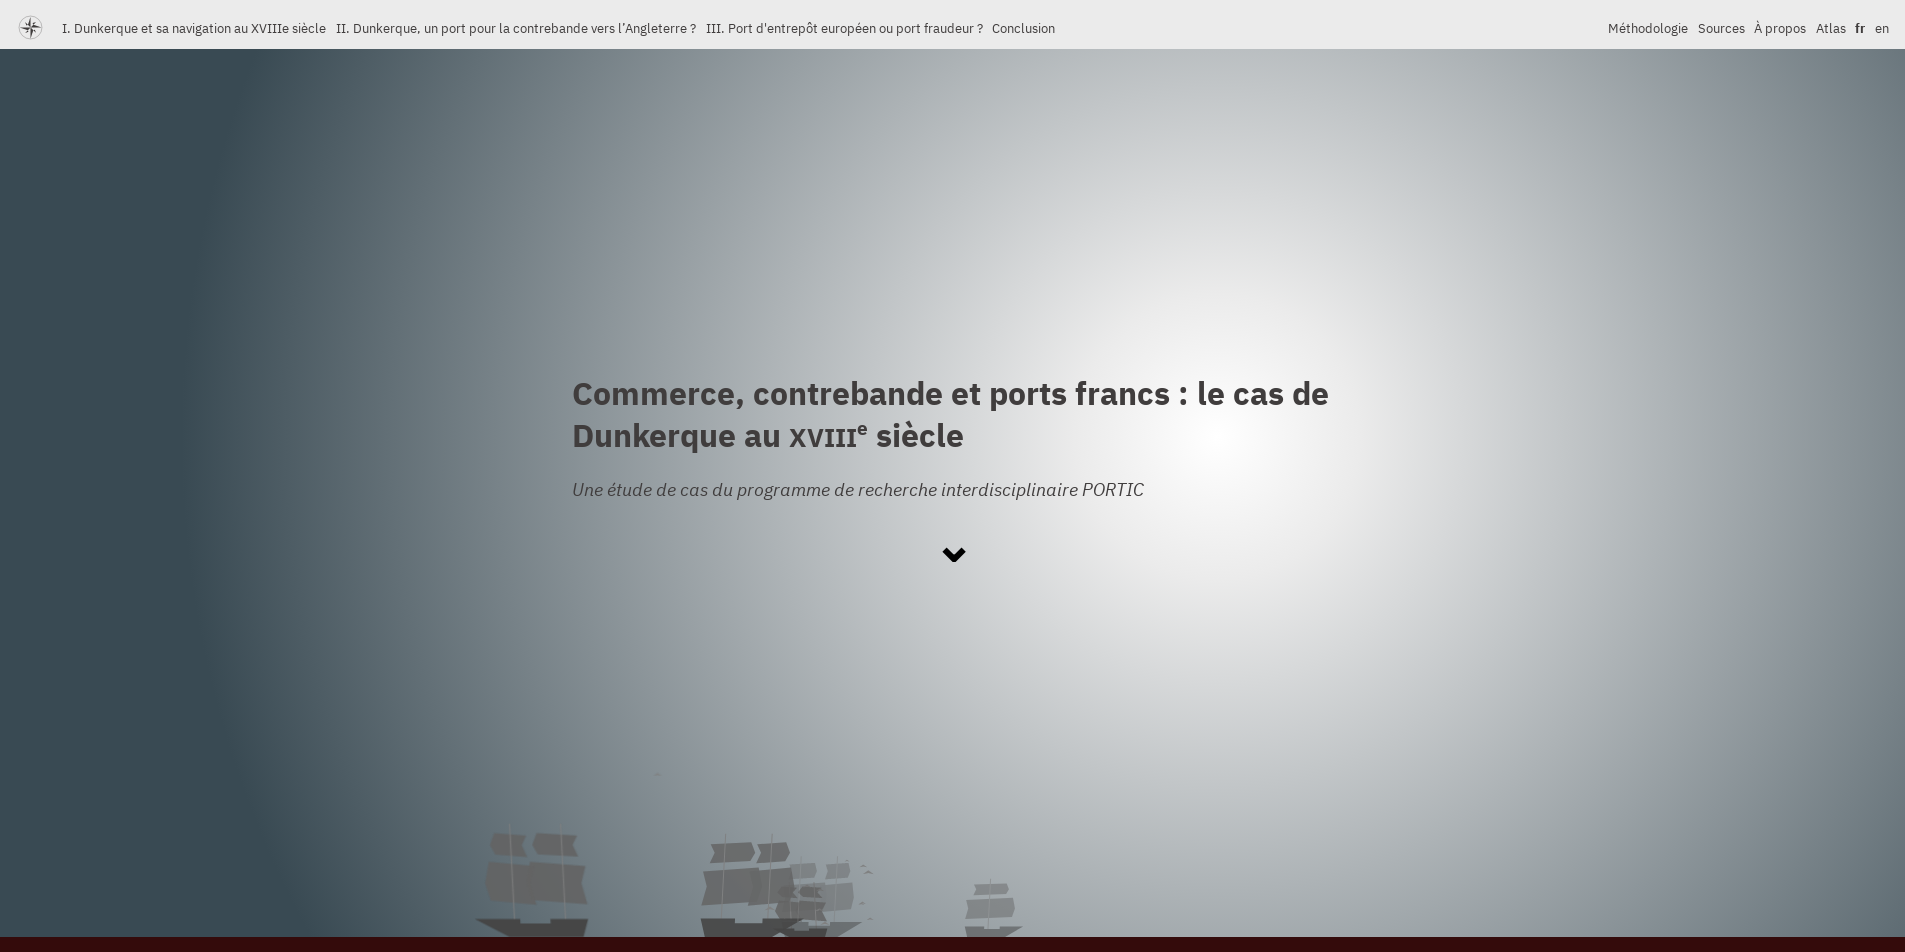 I. Dunkerque et sa navigation au XVIIIe siècle II. Dunkerque, un port pour la contrebande vers l’Angleterre ? III. Port d'entrepôt européen ou port fraudeur ? Conclusion Méthodologie Sources À propos Atlas fr en
Commerce, contrebande et ports francs : le cas de
Dunkerque au XVIIIe siècle
Une étude de cas du programme de recherche interdisciplinaire PORTIC